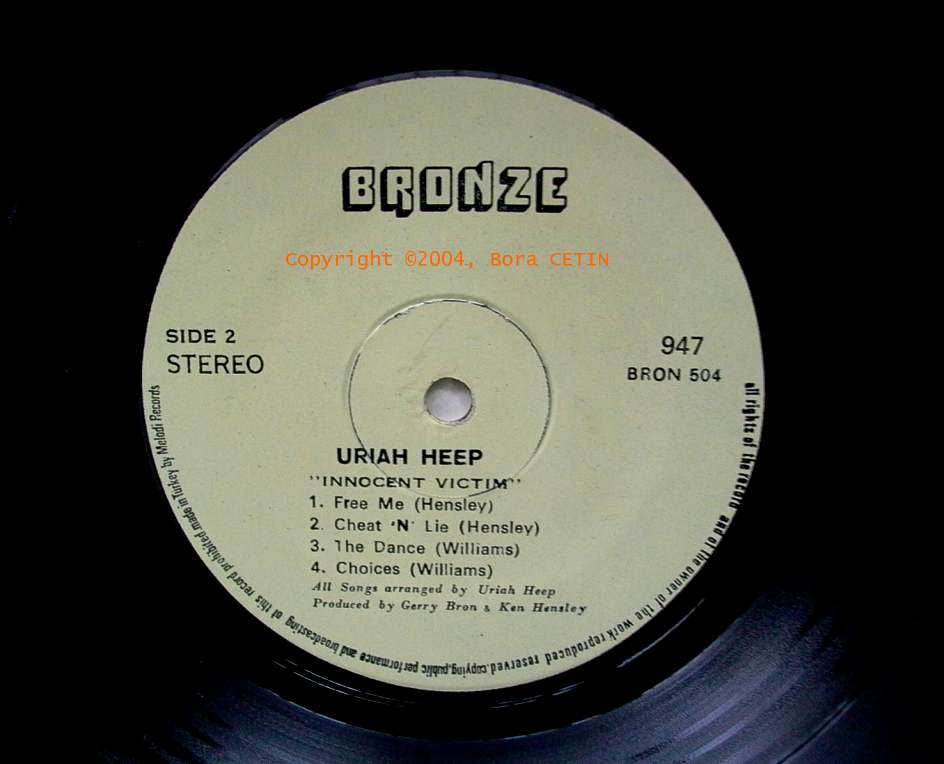 BRONZE
Copyright ©2004, Bora CETIN
SIDE 2
STEREO
947
BRON 504
URIAH HEEP
"INNOCENT VICTIM"
1. Free Me (Hensley)
2. Cheat 'N' Lie (Hensley)
3. The Dance (Williams)
4. Choices (Williams)
All Songs arranged by Uriah Heep
Produced by Gerry Bron & Ken Hensley
all rights of the record and of the uwner of the work reproduced reserved.copying,public performance and broadcasting of this record prohibited made in Turkey by Melodi Records